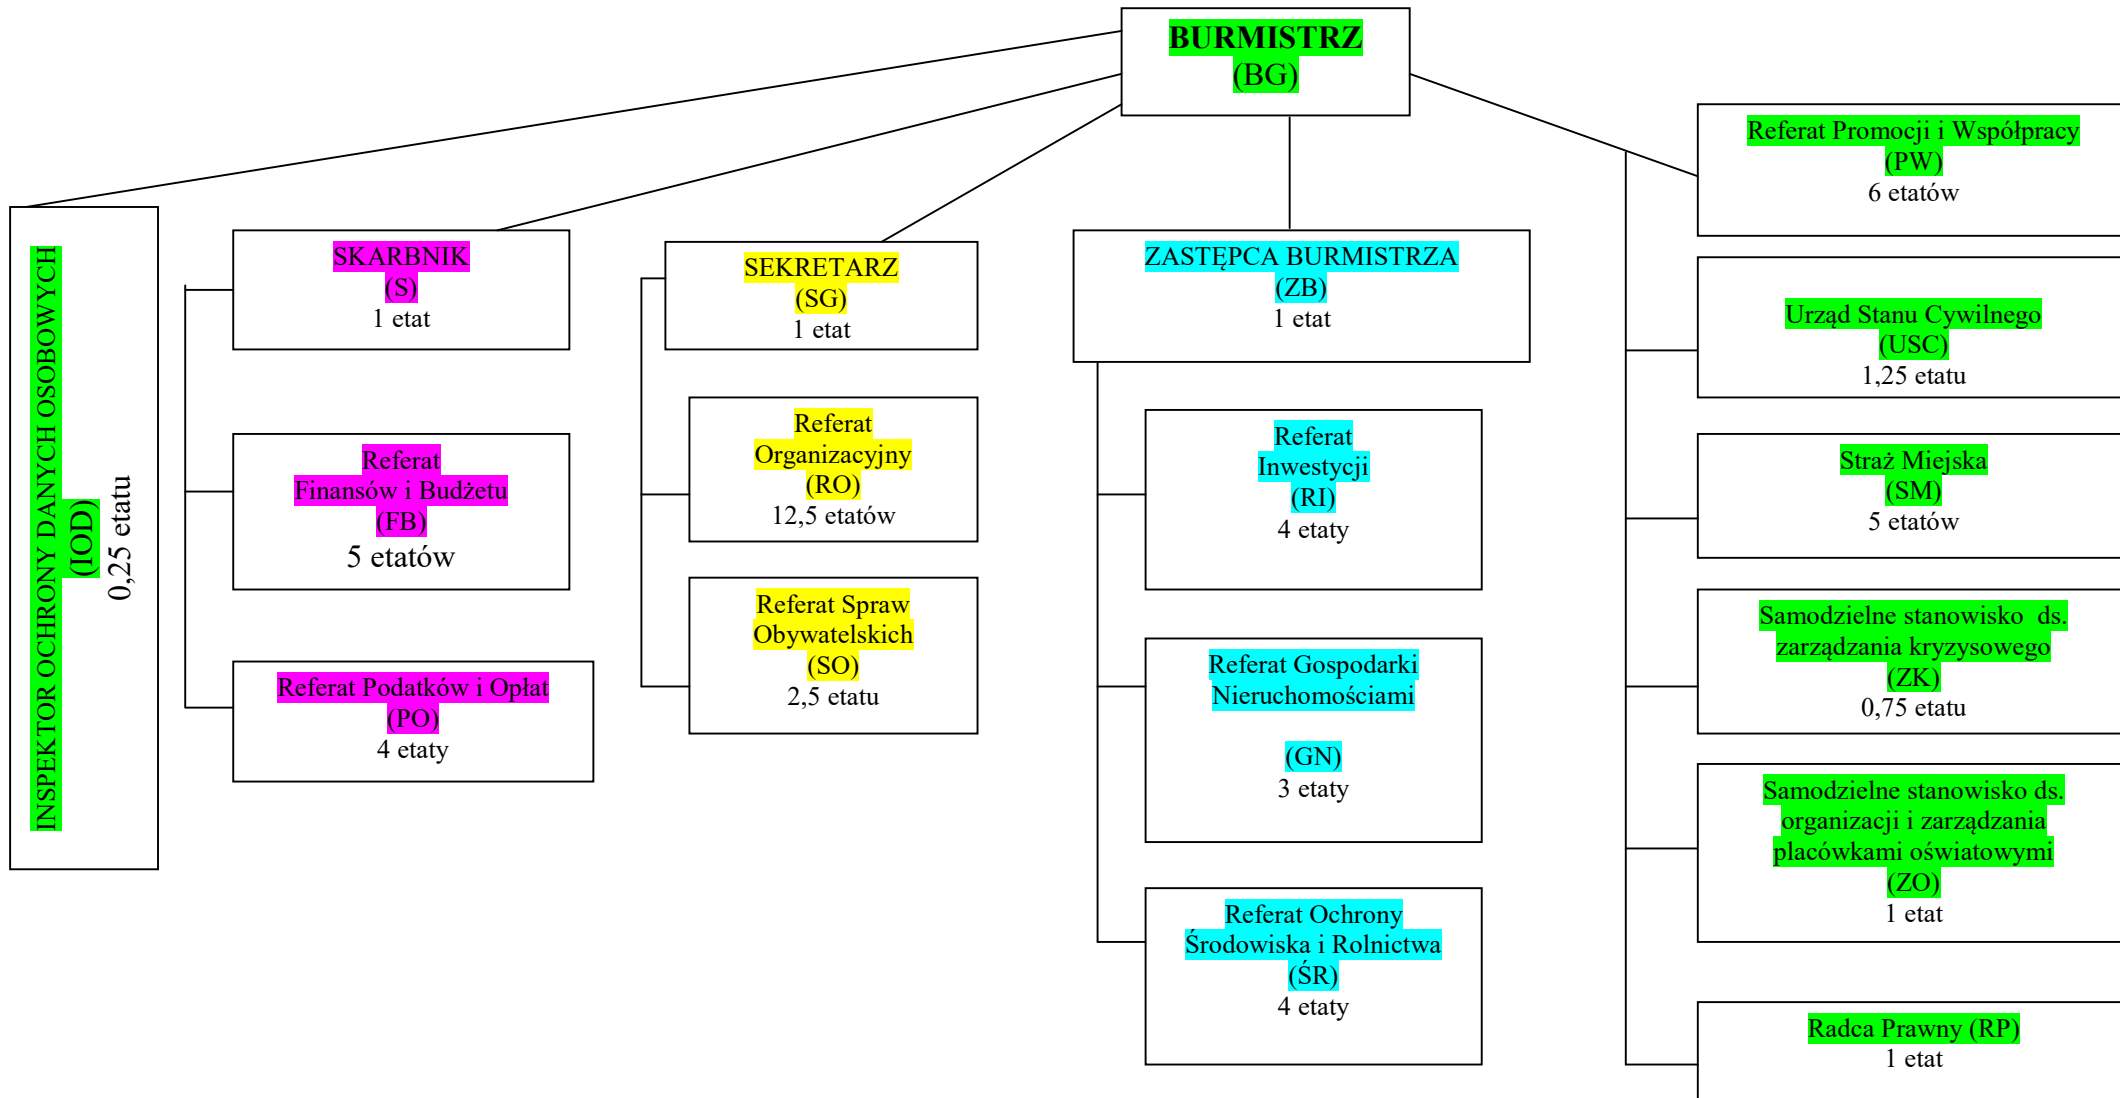 BURMISTRZ
(BG)
INSPEKTOR OCHRONY DANYCH OSOBOWYCH
(IOD)
0,25 etatu
SKARBNIK
(S)
1 etat
Referat
Finansów i Budżetu
(FB)
5 etatów
Referat Podatków i Opłat
(PO)
4 etaty
SEKRETARZ
(SG)
1 etat
Referat
Organizacyjny
(RO)
12,5 etatów
Referat Spraw
Obywatelskich
(SO)
2,5 etatu
ZASTĘPCA BURMISTRZA
(ZB)
1 etat
Referat
Inwestycji
(RI)
4 etaty
Referat Gospodarki
Nieruchomościami
(GN)
3 etaty
Referat Ochrony
Środowiska i Rolnictwa
(ŚR)
4 etaty
Referat Promocji i Współpracy
(PW)
6 etatów
Urząd Stanu Cywilnego
(USC)
1,25 etatu
Straż Miejska
(SM)
5 etatów
Samodzielne stanowisko  ds.
zarządzania kryzysowego
(ZK)
0,75 etatu
Samodzielne stanowisko ds.
organizacji i zarządzania
placówkami oświatowymi
(ZO)
1 etat
Radca Prawny (RP)
1 etat